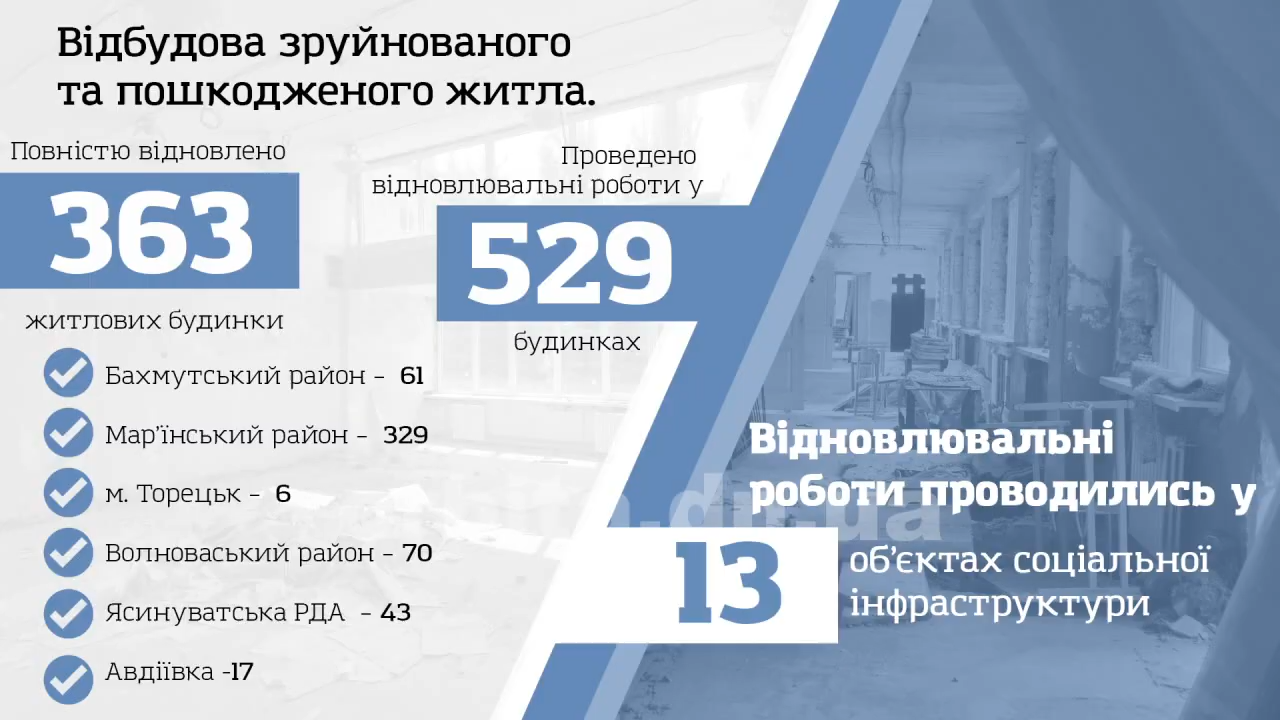 Відбудова зруйнованого
та пошкодженого житла.
Повністю відновлено
363
житлових будинки
Бахмутський район - 61
Мар'їнський район - 329
м. Торецьк - 6
Волноваський район - 70
Ясинуватська РДА - 43
Авдіївка -17
Проведено
відновлювальні роботи у
529
будинках
Відновлювальні
роботи проводились у
13
об'єктах соціальної
інфраструктури